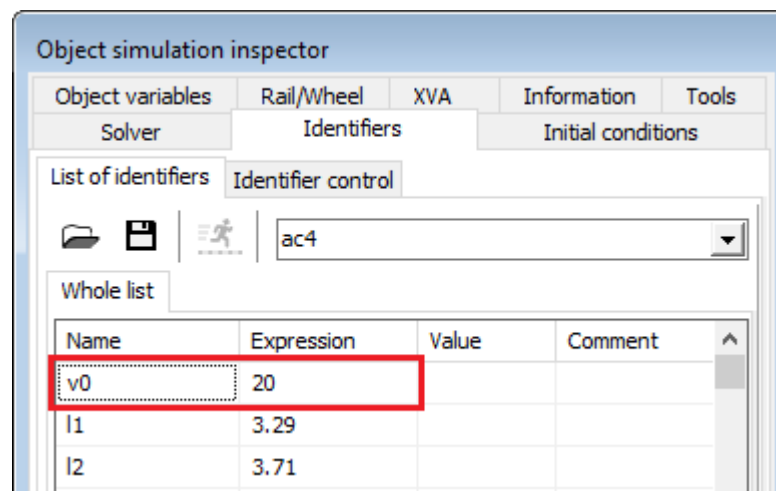 Object simulation inspector
Object variables Rail/Wheel XVA Information Tools
Solver Identifiers Initial conditions
List of identifiers Identifier control
ac4
Whole list
Name Expression Value Comment
v0 20
l1 3.29
l2 3.71